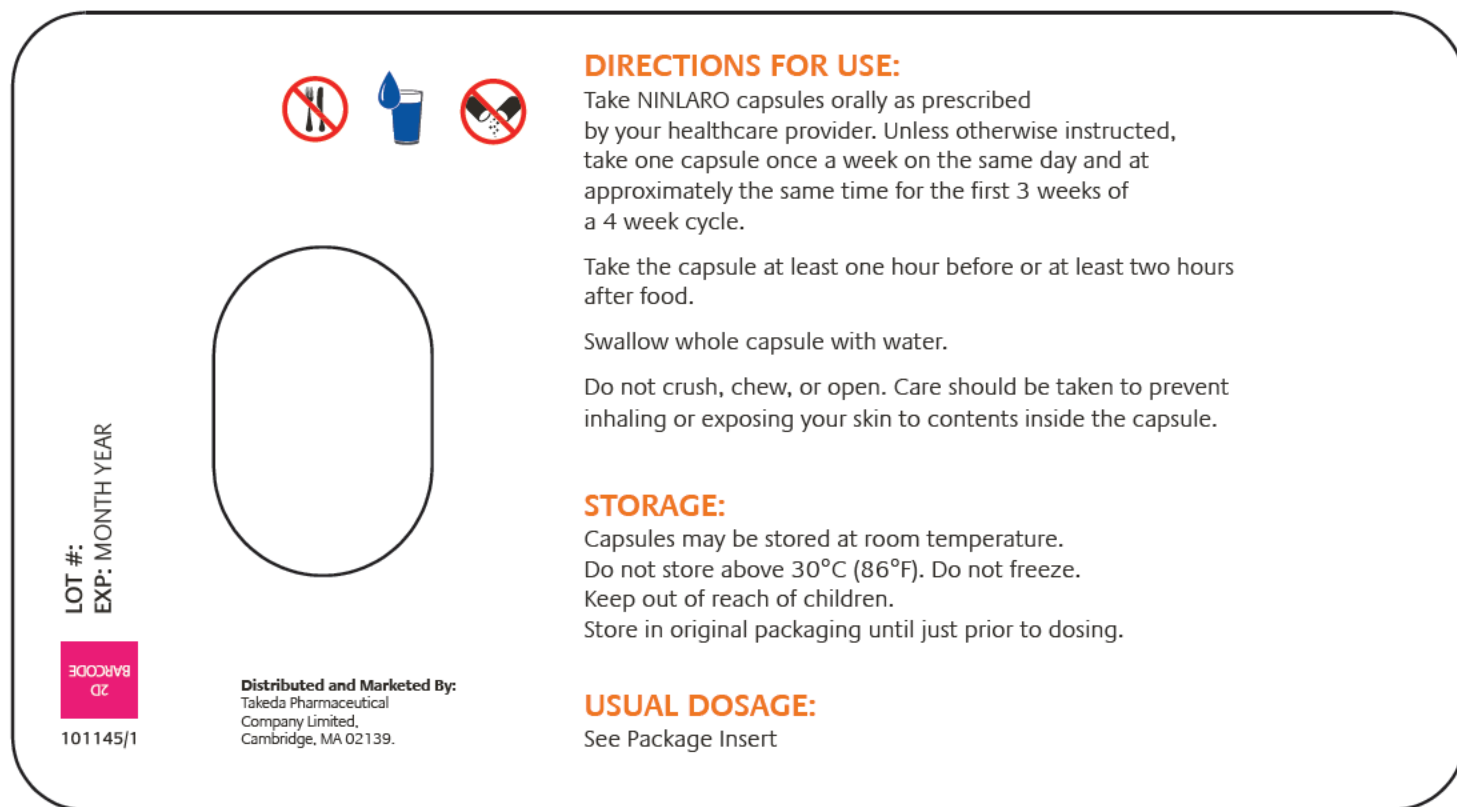 DIRECTIONS FOR USE:
Take NINLARO capsules orally as prescribed
by your healthcare provider. Unless otherwise instructed,
take one capsule once a week on the same day and at
approximately the same time for the first 3 weeks of
a 4 week cycle.
Take the capsule at least one hour before or at least two hours
after food.
Swallow whole capsule with water.
Do not crush, chew, or open. Care should be taken to prevent
inhaling or exposing your skin to contents inside the capsule.
STORAGE:
Capsules may be stored at room temperature.
Do not store above 30°C (86°F). Do not freeze.
Keep out of reach of children.
Store in original packaging until just prior to dosing.
USUAL DOSAGE:
See Package Insert
LOT #:
EXP: MONTH YEAR
2D
BARCODE
101145/1
Distributed and Marketed By:
Takeda Pharmaceutical
Company Limited,
Cambridge, MA 02139.